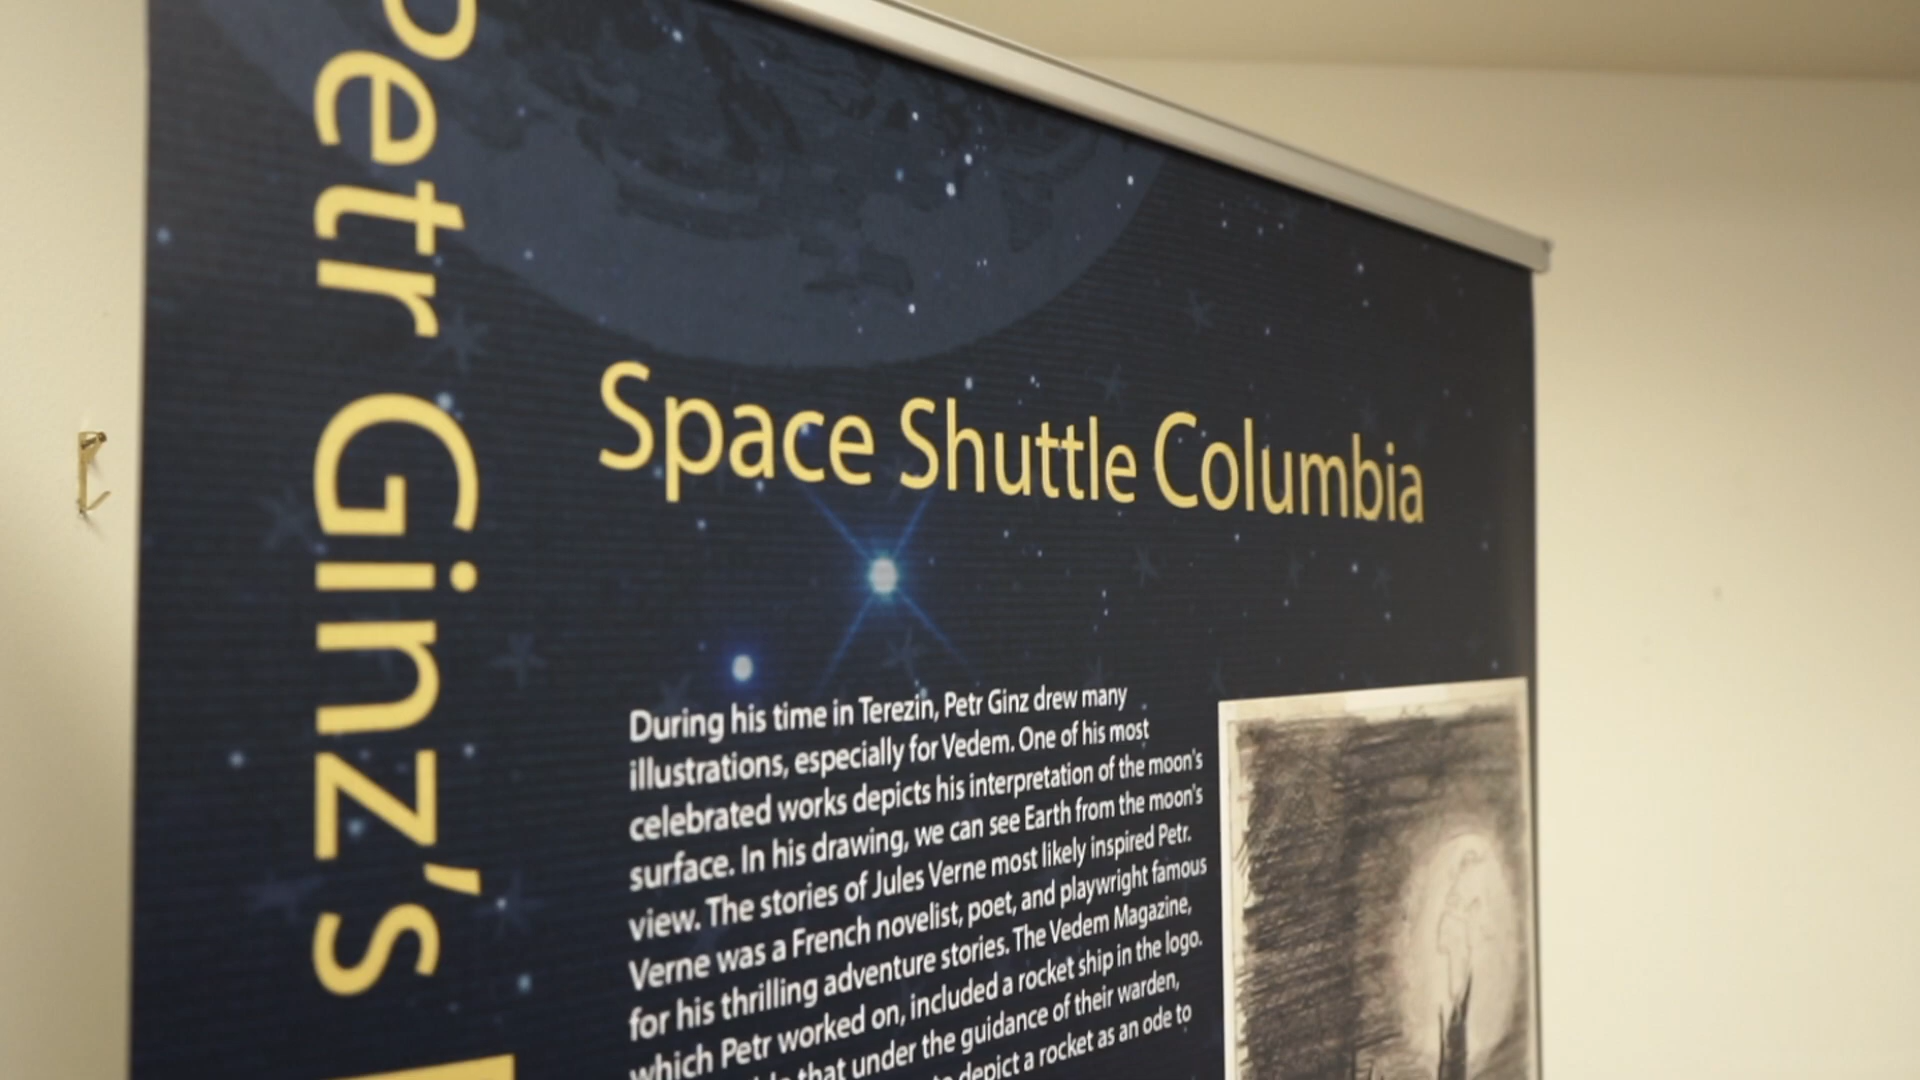 Petr Ginz's
Space Shuttle Columbia
During his time in Terezin, Petr Ginz drew many
illustrations, especially for Vedem. One of his most
celebrated works depicts his interpretation of the moon's
surface. In his drawing, we can see Earth from the moon's
view. The stories of Jules Verne most likely inspired Petr.
Verne was a French novelist, poet, and playwright famous
for his thrilling adventure stories. The Vedem Magazine,
which Petr worked on, included a rocket ship in the logo.
that under the guidance of their warden,
depict a rocket as an ode to